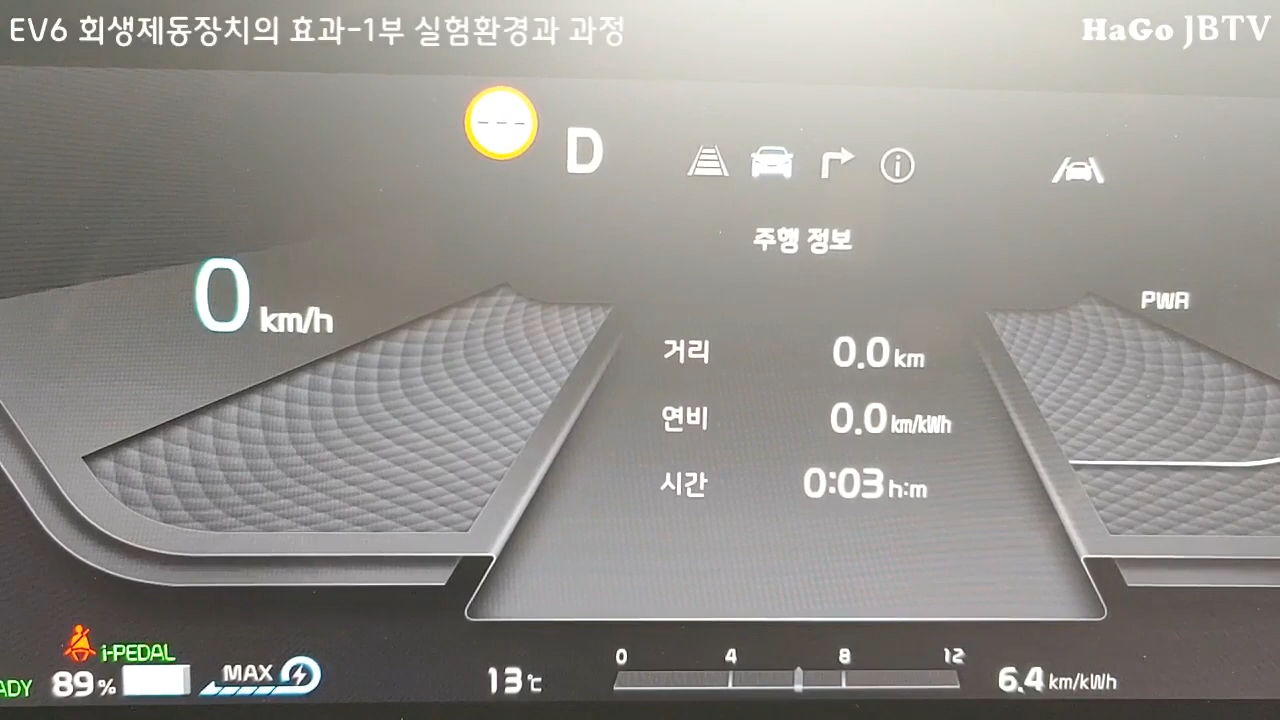 EV6 회생제동장치의 효과-1부 실험환경과 과정
HaGo JBTV
---
D
주행 정보
0 km/h
PWR
거리 0.0 km
연비 0.0 km/kWh
시간 0:03 h:m
i-PEDAL
ADY 89% MAX
13℃
0 4 8 12
6.4 km/kWh